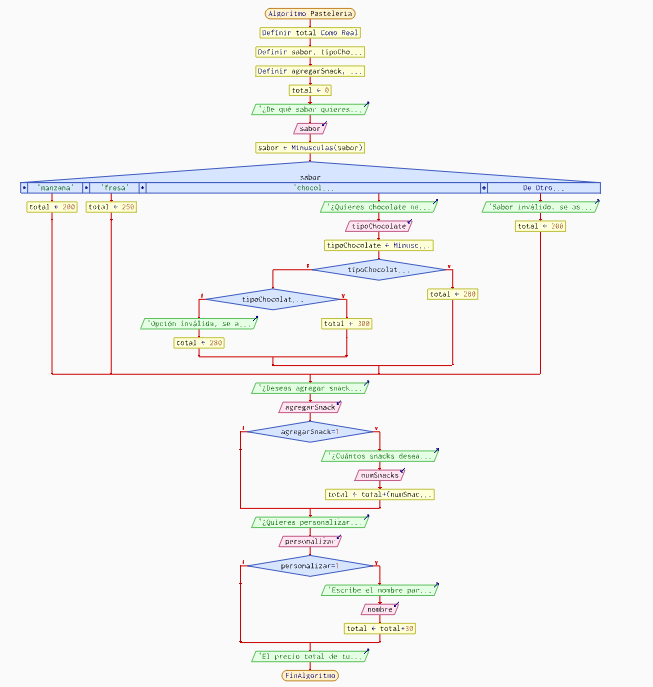 Algoritmo Pasteleria
Definir total Como Real
Definir sabor, tipoCho...
Definir agregarSnack, ...
total ← 0
'¿De qué sabor quieres...
sabor
sabor ← Minusculas(sabor)
sabor
'manzana'
'fresa'
'chocol...
De Otro...
total ← 200
total ← 250
'¿Quieres chocolate ne...
'Sabor inválido, se as...
tipoChocolate
total ← 200
tipoChocolate ← Minusc...
tipoChocolat...
F
V
total ← 280
tipoChocolat...
F
V
'Opción inválida, se a...
total ← 300
total ← 280
'¿Deseas agregar snack...
agregarSnack
agregarSnack=1
F
V
'¿Cuántos snacks desea...
numSnacks
total ← total+(numSnac...
'¿Quieres personalizar...
personalizar
personalizar=1
F
V
'Escribe el nombre par...
nombre
total ← total+30
'El precio total de tu...
FinAlgoritmo